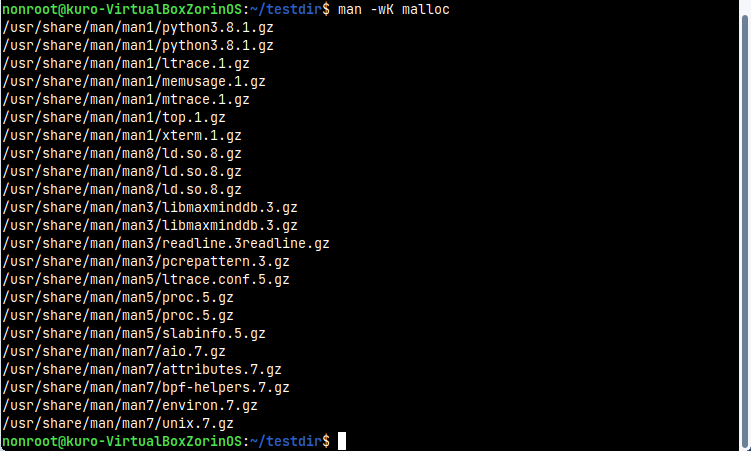 nonroot@kuro-VirtualBoxZorinOS:~/testdir$ man -wK malloc
/usr/share/man/man1/python3.8.1.gz
/usr/share/man/man1/python3.8.1.gz
/usr/share/man/man1/ltrace.1.gz
/usr/share/man/man1/memusage.1.gz
/usr/share/man/man1/mtrace.1.gz
/usr/share/man/man1/top.1.gz
/usr/share/man/man1/xterm.1.gz
/usr/share/man/man8/ld.so.8.gz
/usr/share/man/man8/ld.so.8.gz
/usr/share/man/man8/ld.so.8.gz
/usr/share/man/man3/libmaxminddb.3.gz
/usr/share/man/man3/libmaxminddb.3.gz
/usr/share/man/man3/readline.3readline.gz
/usr/share/man/man3/pcrepattern.3.gz
/usr/share/man/man5/ltrace.conf.5.gz
/usr/share/man/man5/proc.5.gz
/usr/share/man/man5/proc.5.gz
/usr/share/man/man5/slabinfo.5.gz
/usr/share/man/man7/aio.7.gz
/usr/share/man/man7/attributes.7.gz
/usr/share/man/man7/bpf-helpers.7.gz
/usr/share/man/man7/environ.7.gz
/usr/share/man/man7/unix.7.gz
nonroot@kuro-VirtualBoxZorinOS:~/testdir$